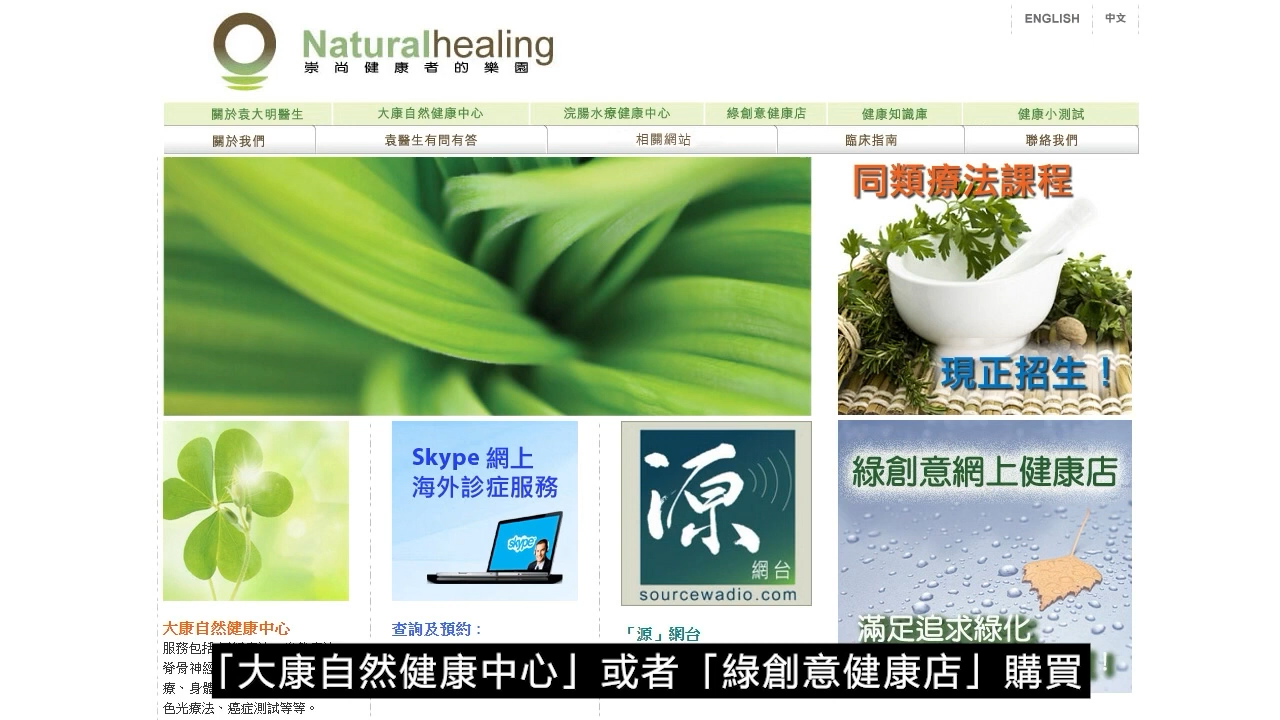 ENGLISH 中文
Naturalhealing
崇尚健康者的樂園
關於袁大明醫生 大康自然健康中心 浣腸水療健康中心 綠創意健康店 健康知識庫 健康小測試
關於我們 袁醫生有問有答 相關網站 臨床指南 聯絡我們
同類療法課程
現正招生！
Skype 網上
海外診症服務
skype
源
網台
sourcewadio.com
綠創意網上健康店
滿足追求綠化
大康自然健康中心
服務包括
脊骨神經
療、身體
色光療法、癌症測試等等。
查詢及預約：
「源」網台
「大康自然健康中心」或者「綠創意健康店」購買